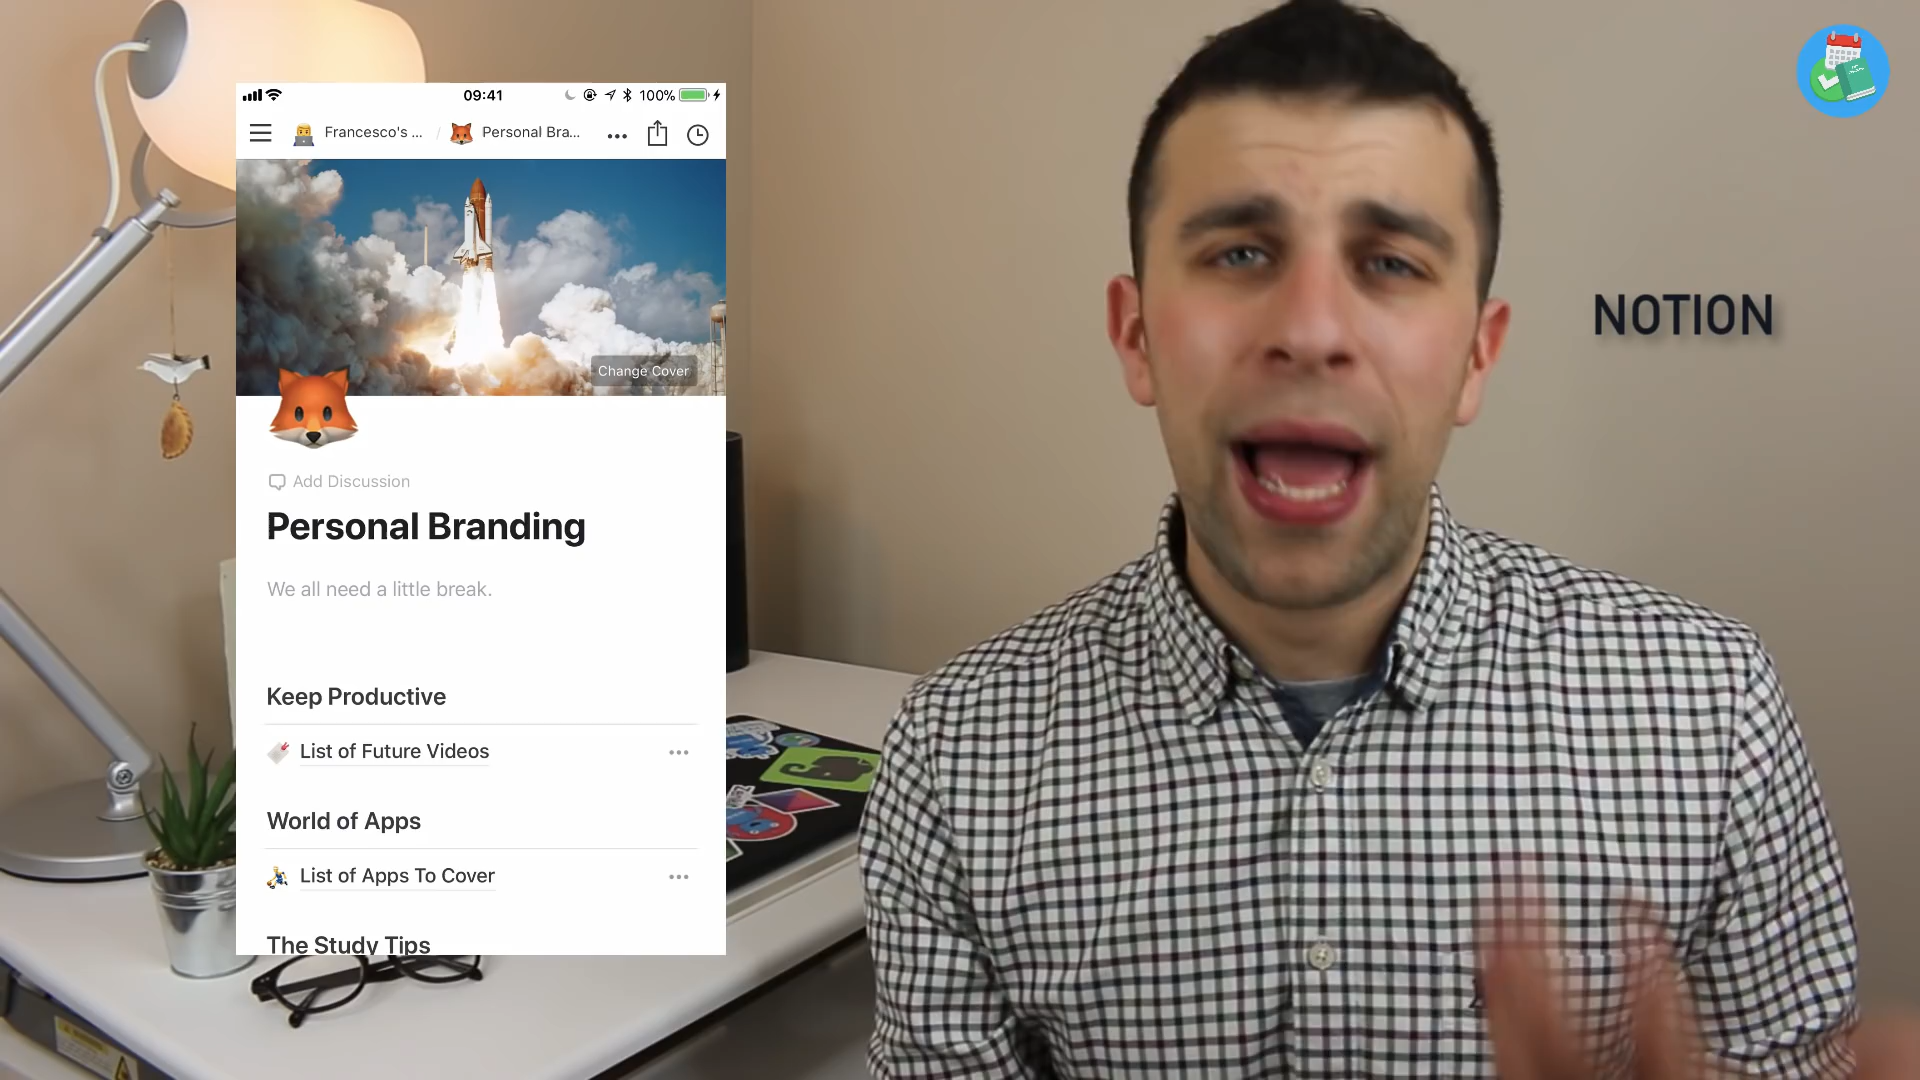 09:41
100%
Francesco's ... / Personal Bra...
Change Cover
Add Discussion
Personal Branding
We all need a little break.
Keep Productive
List of Future Videos
World of Apps
List of Apps To Cover
The Study Tips
NOTION